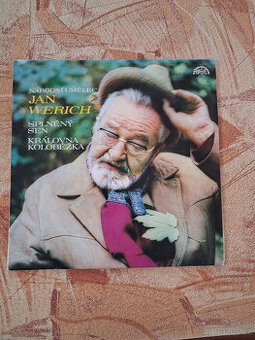 NÁRODNÍ UMĚLEC
JAN
WERICH
SPLNĚNÝ
SEN
KRÁLOVNA
KOLOBĚŽKA